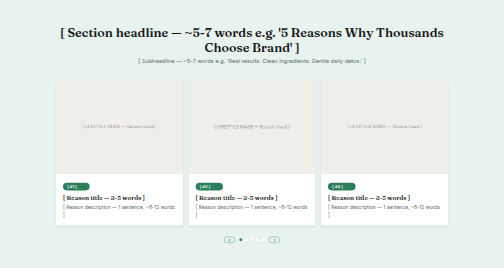 [ Section headline — ~5-7 words e.g. '5 Reasons Why Thousands
Choose Brand' ]
[ Subheadline — ~5-7 words e.g. 'Real results. Clean ingredients. Gentle daily detox.' ]
[ LIFESTYLE IMAGE — Reason visual ]
[ LIFESTYLE IMAGE — Reason visual ]
[ LIFESTYLE IMAGE — Reason visual ]
[ #1 ]
[ Reason title — 2-5 words ]
[ Reason description — 1 sentence, ~8-12 words
]
[ #2 ]
[ Reason title — 2-5 words ]
[ Reason description — 1 sentence, ~8-12 words
]
[ #3 ]
[ Reason title — 2-5 words ]
[ Reason description — 1 sentence, ~8-12 words
]